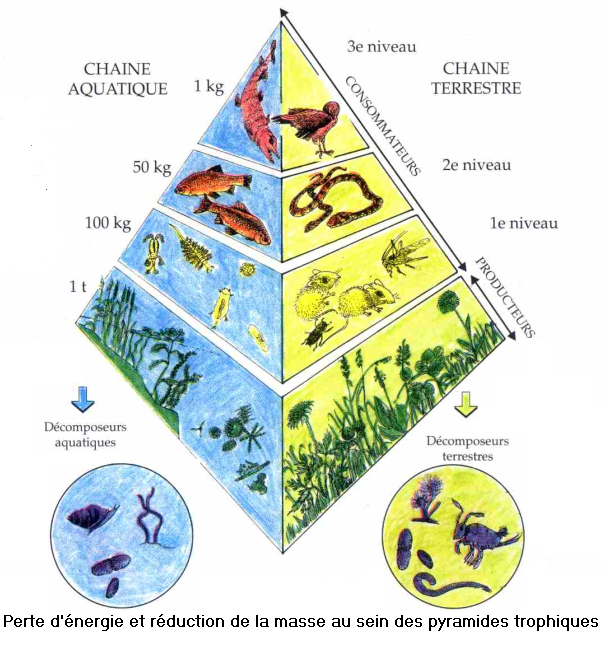 3e niveau
CHAINE
AQUATIQUE
CHAINE
TERRESTRE
1 kg
CONSOMMATEURS
50 kg
2e niveau
100 kg
1e niveau
1 t
PRODUCTEURS
Décomposeurs
aquatiques
Décomposeurs
terrestres
Perte d'énergie et réduction de la masse au sein des pyramides trophiques